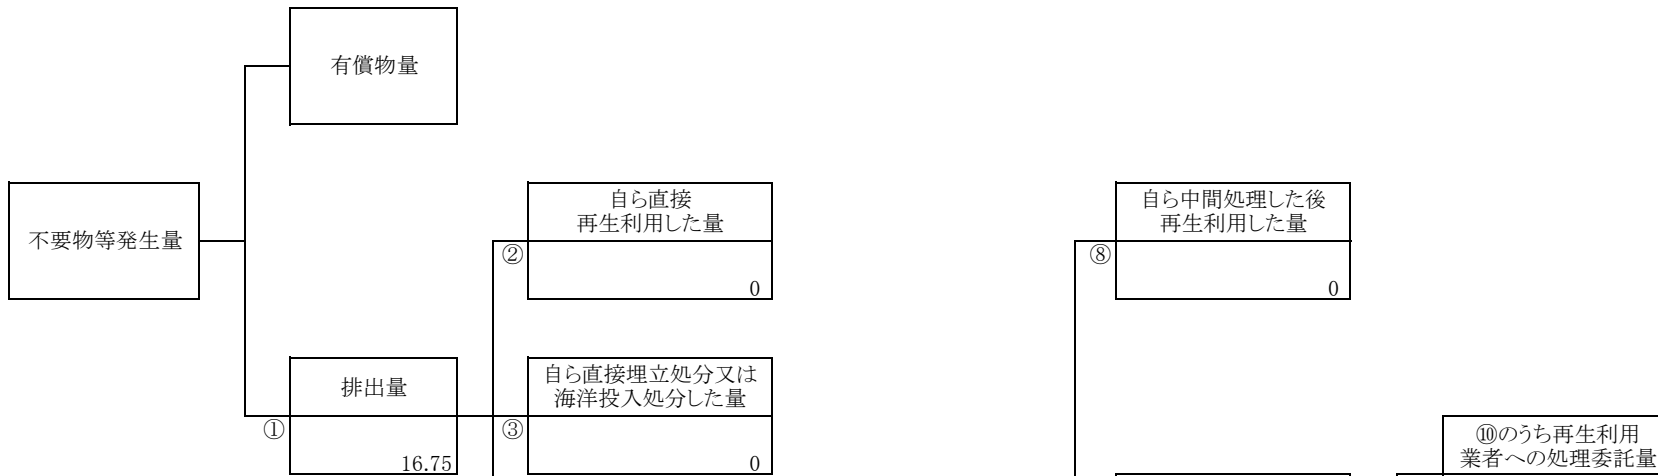 有償物量
不要物等発生量
自ら直接
再生利用した量
②
0
自ら中間処理した後
再生利用した量
⑧
0
排出量
①
16.75
自ら直接埋立処分又は
海洋投入処分した量
③
0
⑩のうち再生利用
業者への処理委託量